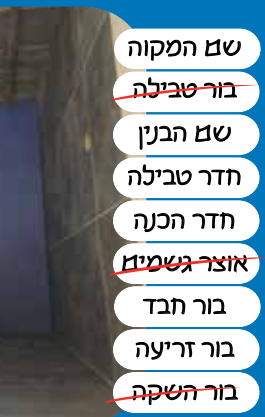 שם המקוה
בור טבילה
שם הבנין
חדר טבילה
חדר הכנה
אוצר גשמים
בור חבד
בור זריעה
בור השקה